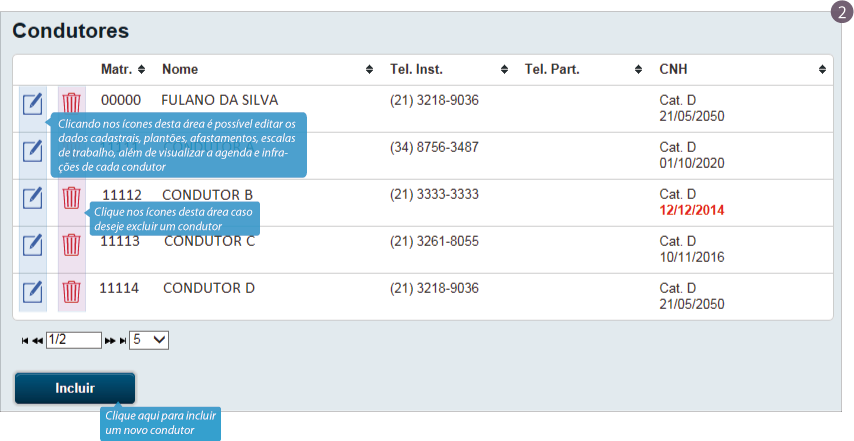 2
Condutores
Matr. Nome Tel. Inst. Tel. Part. CNH
00000 FULANO DA SILVA (21) 3218-9036 Cat. D
21/05/2050
Clicando nos ícones desta área é possível editar os
dados cadastrais, plantões, afastamentos, escalas
de trabalho, além de visualizar a agenda e infra-
ções de cada condutor
(34) 8756-3487 Cat. D
01/10/2020
11112 CONDUTOR B (21) 3333-3333 Cat. D
12/12/2014
Clique nos ícones desta área caso
deseje excluir um condutor
11113 CONDUTOR C (21) 3261-8055 Cat. D
10/11/2016
11114 CONDUTOR D (21) 3218-9036 Cat. D
21/05/2050
1/2 5
Incluir
Clique aqui para incluir
um novo condutor